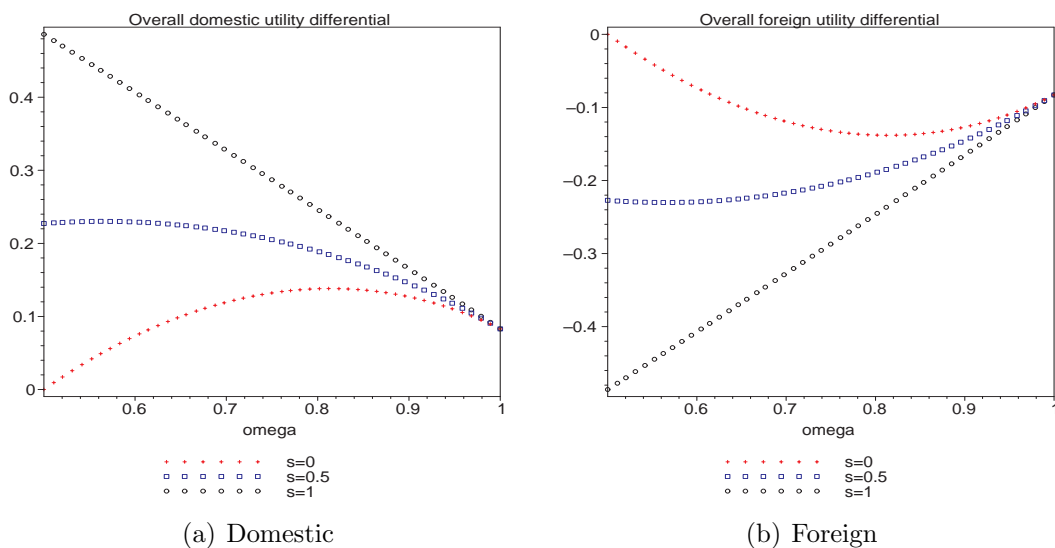 Overall domestic utility differential
0.4
0.3
0.2
0.1
0
0.6 0.7 0.8 0.9 1
omega
s=0
s=0.5
s=1
(a) Domestic
Overall foreign utility differential
0
−0.1
−0.2
−0.3
−0.4
0.6 0.7 0.8 0.9 1
omega
s=0
s=0.5
s=1
(b) Foreign